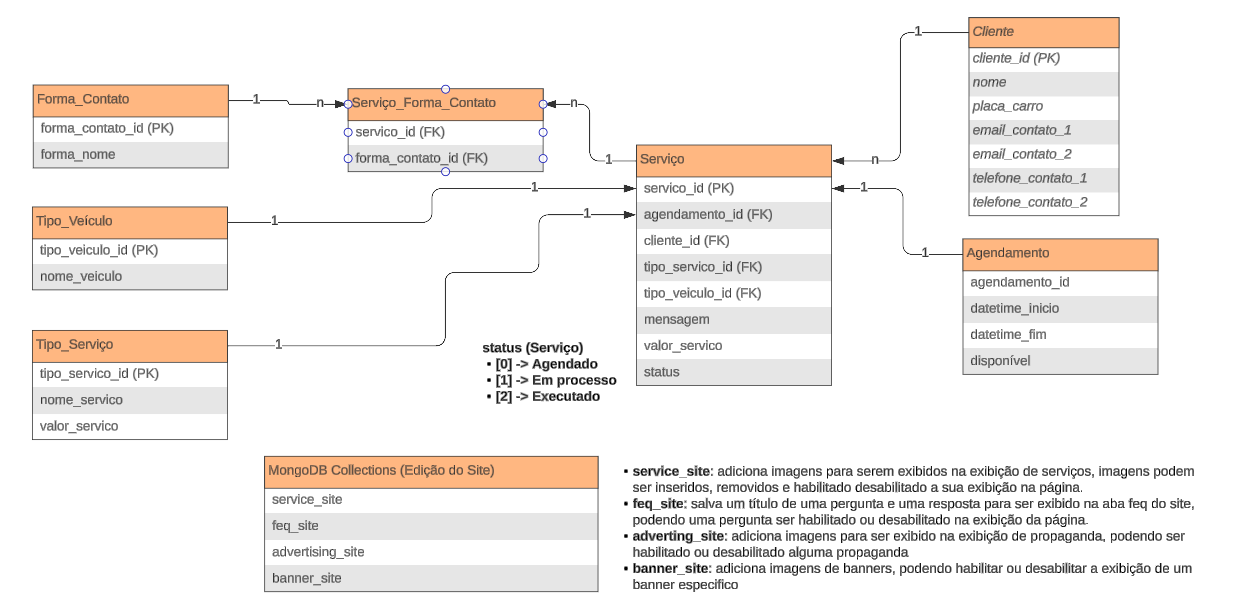 Forma_Contato
forma_contato_id (PK)
forma_nome
1
n
Serviço_Forma_Contato
servico_id (FK)
forma_contato_id (FK)
n
1
Cliente
cliente_id (PK)
nome
placa_carro
email_contato_1
email_contato_2
telefone_contato_1
telefone_contato_2
1
n
Serviço
servico_id (PK)
agendamento_id (FK)
cliente_id (FK)
tipo_servico_id (FK)
tipo_veiculo_id (FK)
mensagem
valor_servico
status
Tipo_Veículo
tipo_veiculo_id (PK)
nome_veiculo
1
1
Tipo_Serviço
tipo_servico_id (PK)
nome_servico
valor_servico
1
1
1
1
Agendamento
agendamento_id
datetime_inicio
datetime_fim
disponível
status (Serviço)
• [0] -> Agendado
• [1] -> Em processo
• [2] -> Executado
MongoDB Collections (Edição do Site)
service_site
feq_site
advertising_site
banner_site
• service_site: adiciona imagens para serem exibidos na exibição de serviços, imagens podem
ser inseridos, removidos e habilitado desabilitado a sua exibição na página.
• feq_site: salva um título de uma pergunta e uma resposta para ser exibido na aba feq do site,
podendo uma pergunta ser habilitado ou desabilitado na exibição da página.
• adverting_site: adiciona imagens para ser exibido na exibição de propaganda, podendo ser
habilitado ou desabilitado alguma propaganda
• banner_site: adiciona imagens de banners, podendo habilitar ou desabilitar a exibição de um
banner especifico